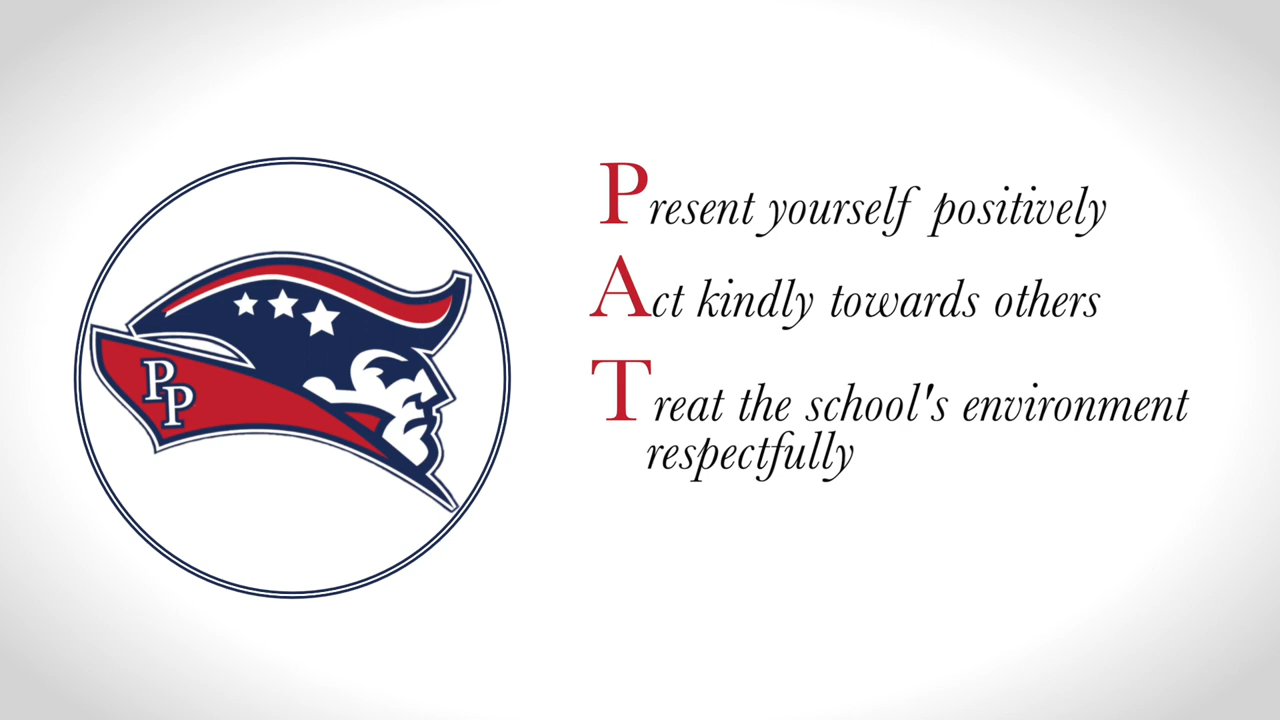 PP
Present yourself positively
Act kindly towards others
Treat the school's environment
respectfully